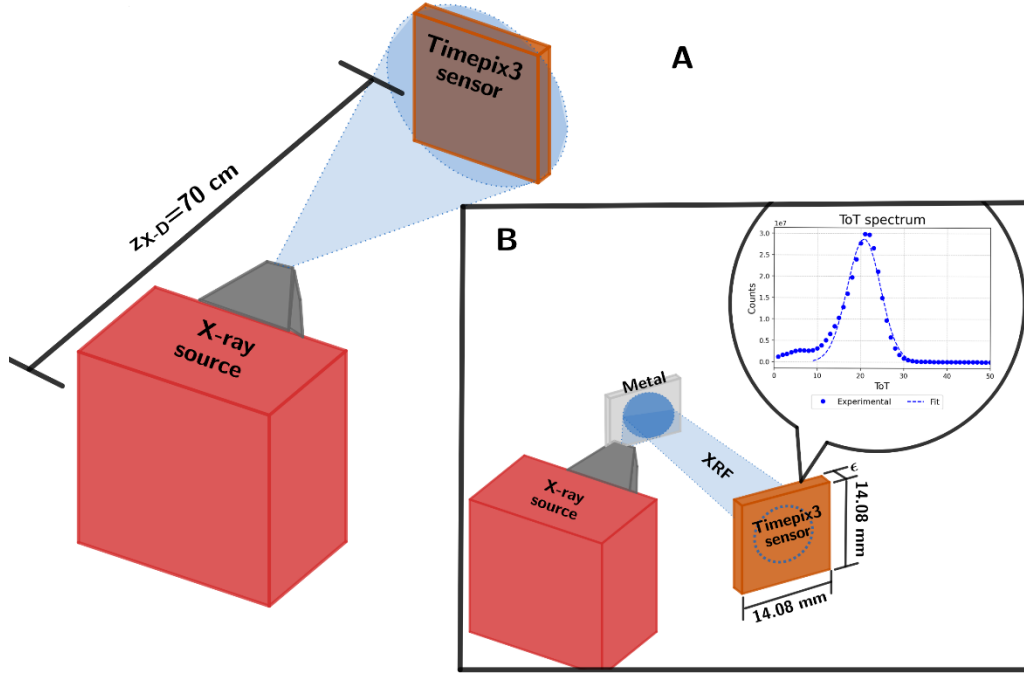 A
Timepix3
sensor
zX-D=70 cm
X-ray
source
B
ToT spectrum
1e7
3.0
2.5
2.0
1.5
1.0
0.5
0.0
Counts
0 10 20 30 40 50
ToT
Experimental Fit
Metal
XRF
X-ray
source
Timepix3
sensor
ϵ
14.08 mm
14.08 mm